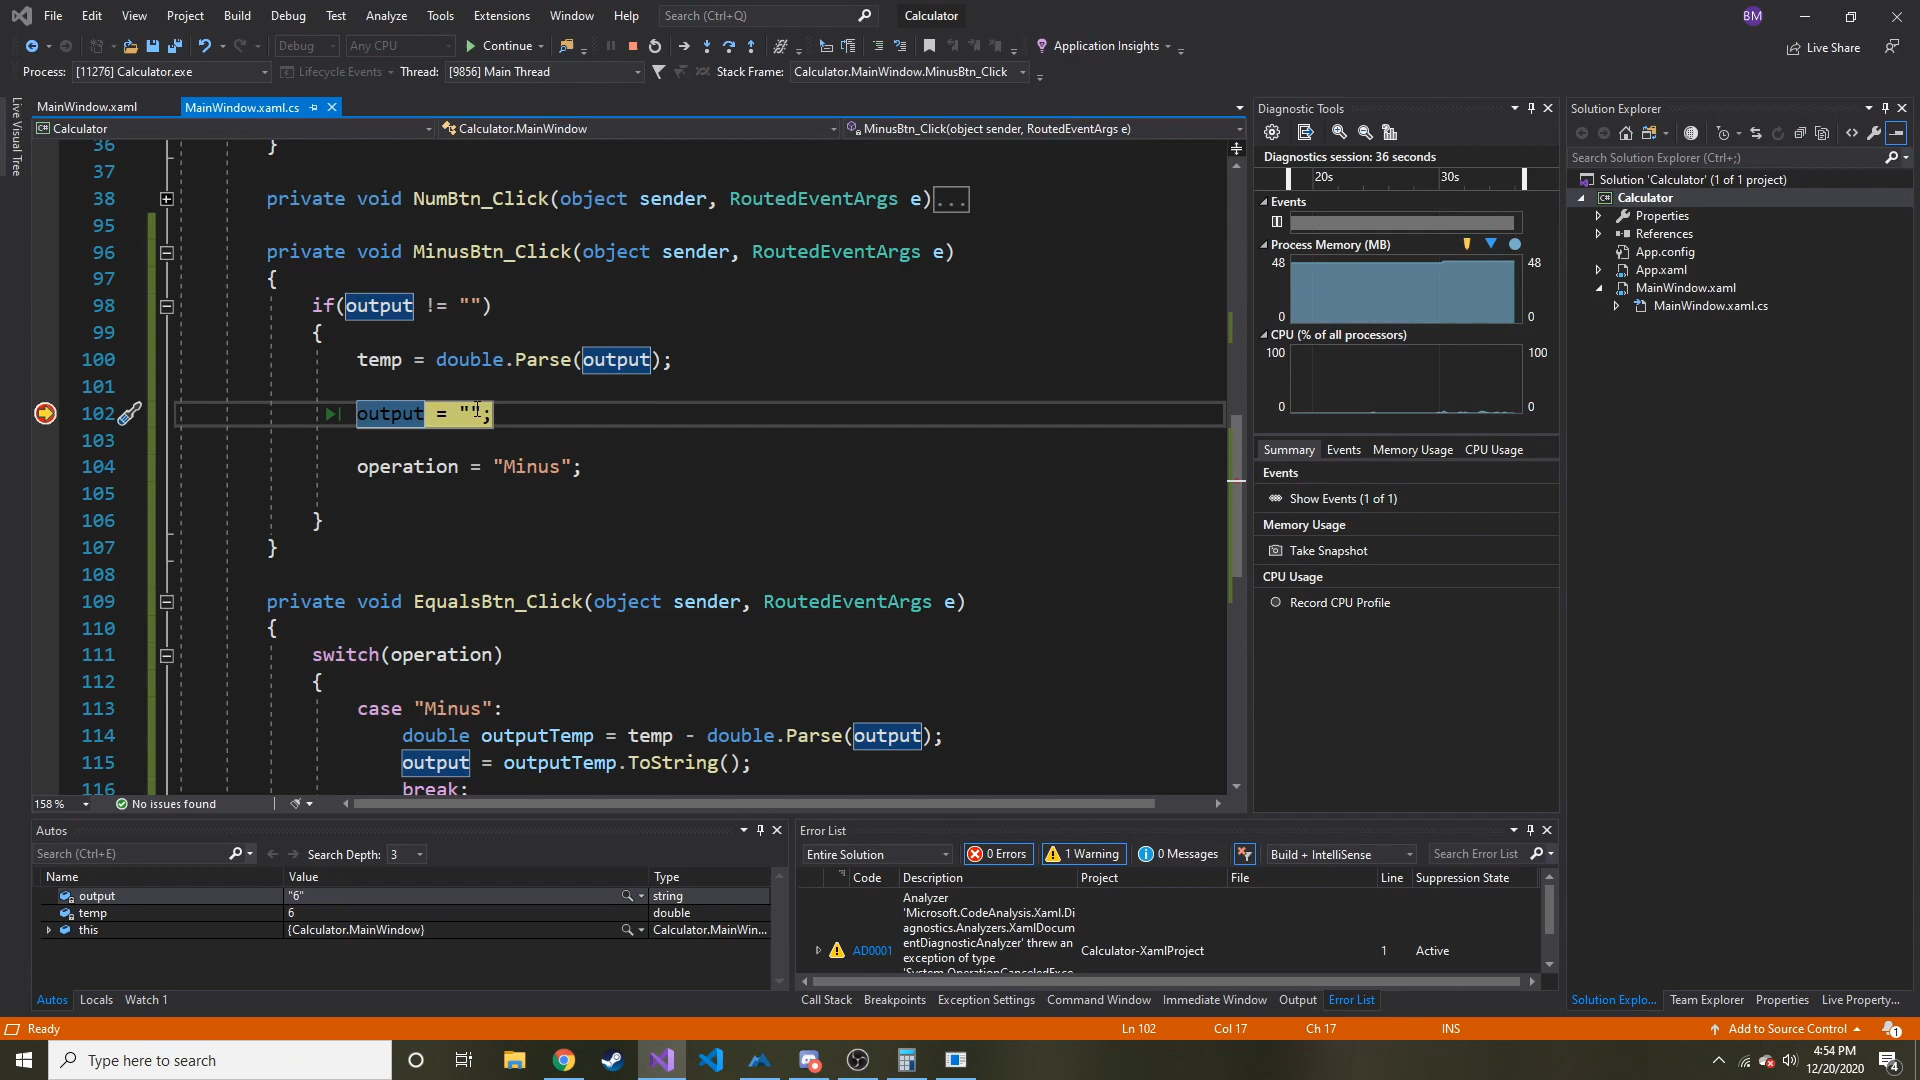 File Edit View Project Build Debug Test Analyze Tools Extensions Window Help Search (Ctrl+Q) Calculator BM
Debug Any CPU Continue Application Insights Live Share
Process: [11276] Calculator.exe Lifecycle Events Thread: [9856] Main Thread Stack Frame: Calculator.MainWindow.MinusBtn_Click
Live Visual Tree
MainWindow.xaml MainWindow.xaml.cs
Calculator Calculator.MainWindow MinusBtn_Click(object sender, RoutedEventArgs e)
36 }
37
38 private void NumBtn_Click(object sender, RoutedEventArgs e)...
95
96 private void MinusBtn_Click(object sender, RoutedEventArgs e)
97 {
98 if(output != "")
99 {
100 temp = double.Parse(output);
101
102 output = "";
103
104 operation = "Minus";
105
106 }
107 }
108
109 private void EqualsBtn_Click(object sender, RoutedEventArgs e)
110 {
111 switch(operation)
112 {
113 case "Minus":
114 double outputTemp = temp - double.Parse(output);
115 output = outputTemp.ToString();
116 break;
158 % No issues found
Diagnostic Tools
Diagnostics session: 36 seconds
20s 30s
Events
Process Memory (MB)
48 48
0 0
CPU (% of all processors)
100 100
0 0
Summary Events Memory Usage CPU Usage
Events
Show Events (1 of 1)
Memory Usage
Take Snapshot
CPU Usage
Record CPU Profile
Solution Explorer
Search Solution Explorer (Ctrl+;)
Solution 'Calculator' (1 of 1 project)
Calculator
Properties
References
App.config
App.xaml
MainWindow.xaml
MainWindow.xaml.cs
Autos
Search (Ctrl+E) Search Depth: 3
Name Value Type
output "6" string
temp 6 double
this {Calculator.MainWindow} Calculator.MainWin...
Autos Locals Watch 1
Error List
Entire Solution 0 Errors 1 Warning 0 Messages Build + IntelliSense Search Error List
Code Description Project File Line Suppression State
Analyzer
'Microsoft.CodeAnalysis.Xaml.Di
agnostics.Analyzers.XamlDocum
entDiagnosticAnalyzer' threw an
AD0001 exception of type Calculator-XamlProject 1 Active
'System.OperationCanceledExce
Call Stack Breakpoints Exception Settings Command Window Immediate Window Output Error List
Solution Explo... Team Explorer Properties Live Property...
Ready Ln 102 Col 17 Ch 17 INS Add to Source Control 1
Type here to search
4:54 PM
12/20/2020
4